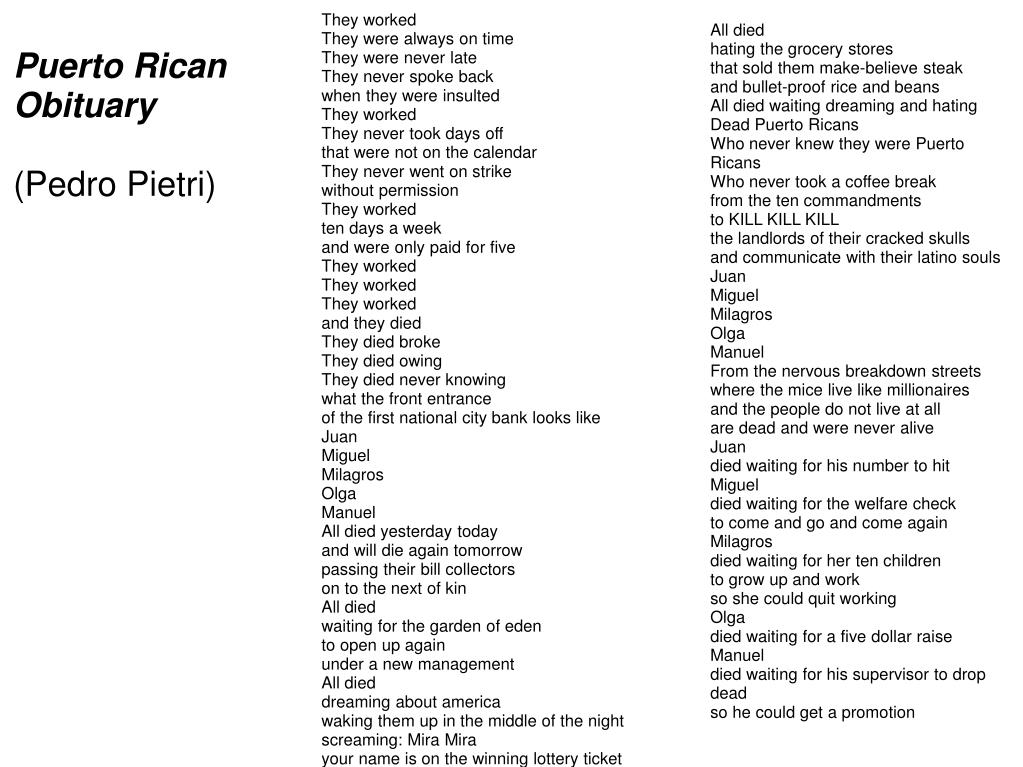 Puerto Rican
Obituary
(Pedro Pietri)
They worked
They were always on time
They were never late
They never spoke back
when they were insulted
They worked
They never took days off
that were not on the calendar
They never went on strike
without permission
They worked
ten days a week
and were only paid for five
They worked
They worked
They worked
and they died
They died broke
They died owing
They died never knowing
what the front entrance
of the first national city bank looks like
Juan
Miguel
Milagros
Olga
Manuel
All died yesterday today
and will die again tomorrow
passing their bill collectors
on to the next of kin
All died
waiting for the garden of eden
to open up again
under a new management
All died
dreaming about america
waking them up in the middle of the night
screaming: Mira Mira
your name is on the winning lottery ticket
All died
hating the grocery stores
that sold them make-believe steak
and bullet-proof rice and beans
All died waiting dreaming and hating
Dead Puerto Ricans
Who never knew they were Puerto
Ricans
Who never took a coffee break
from the ten commandments
to KILL KILL KILL
the landlords of their cracked skulls
and communicate with their latino souls
Juan
Miguel
Milagros
Olga
Manuel
From the nervous breakdown streets
where the mice live like millionaires
and the people do not live at all
are dead and were never alive
Juan
died waiting for his number to hit
Miguel
died waiting for the welfare check
to come and go and come again
Milagros
died waiting for her ten children
to grow up and work
so she could quit working
Olga
died waiting for a five dollar raise
Manuel
died waiting for his supervisor to drop
dead
so he could get a promotion